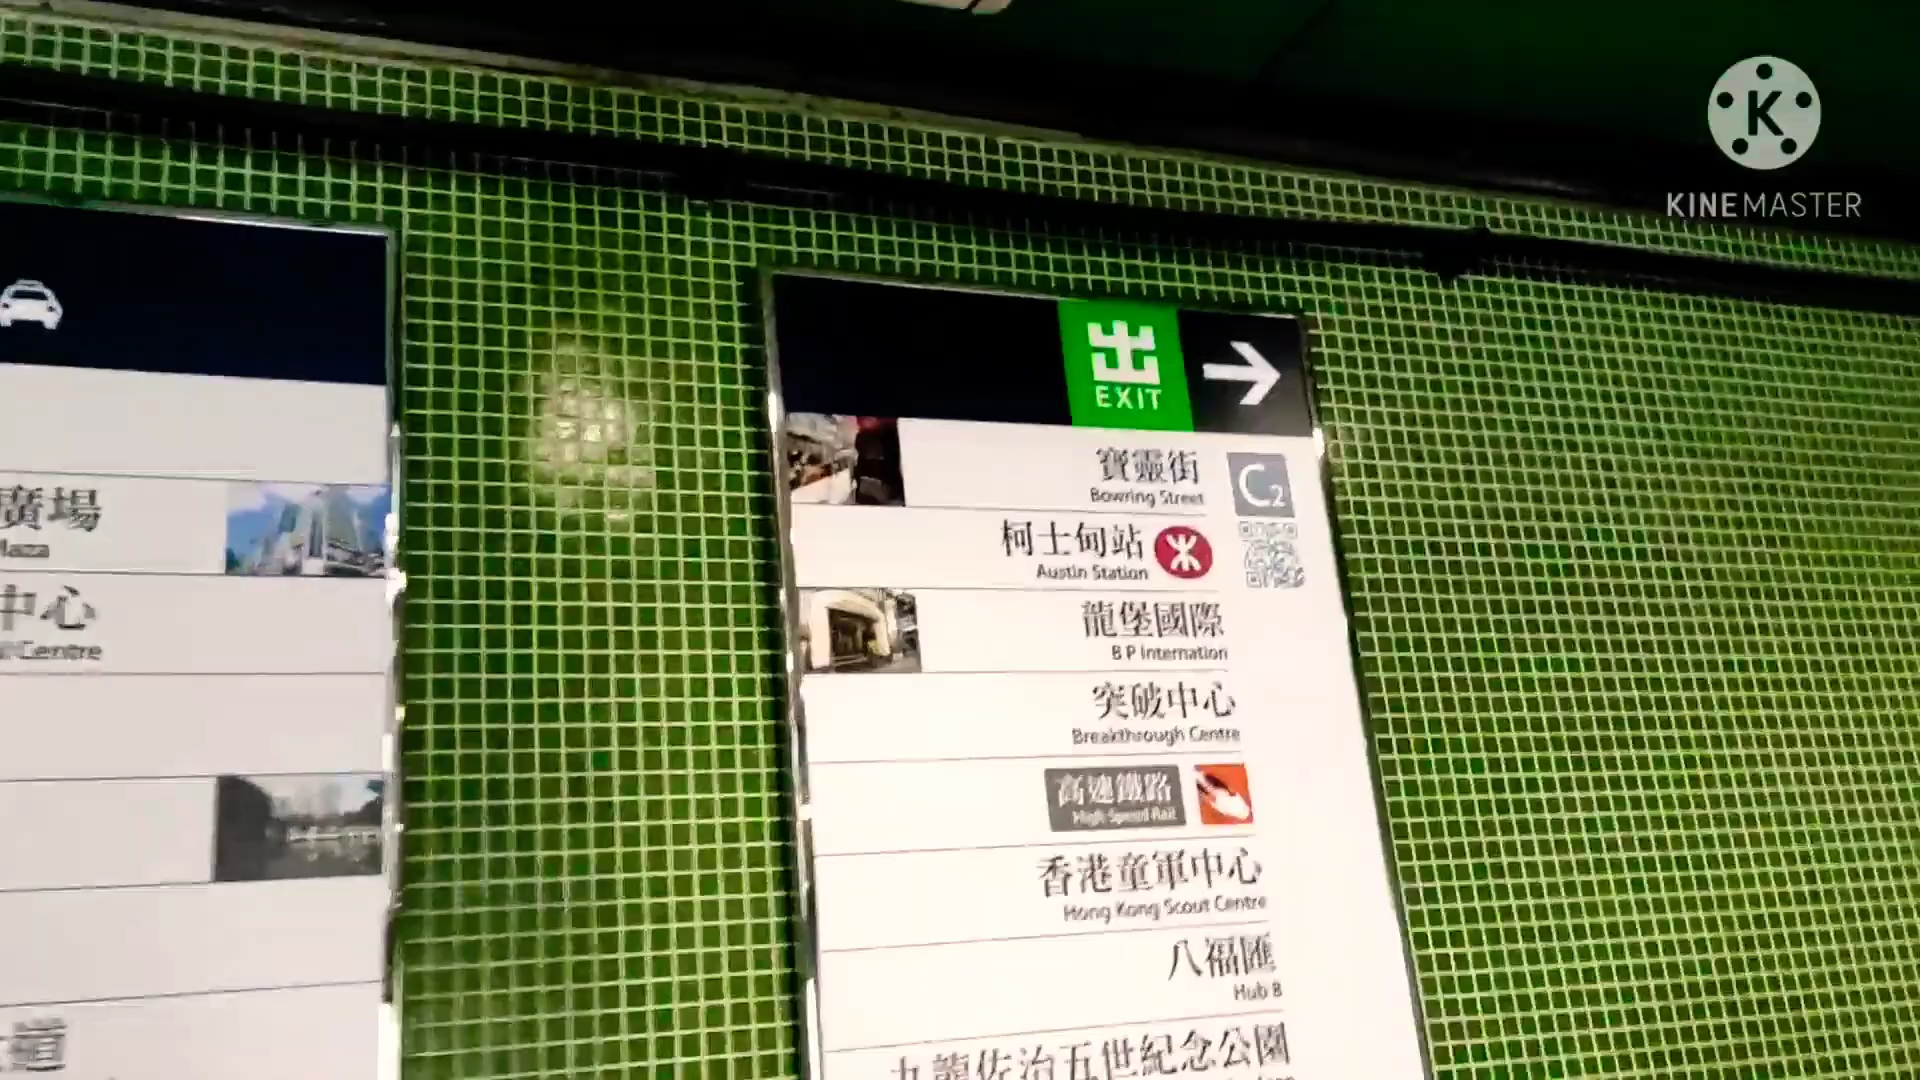 KINEMASTER
廣場
中心
Centre
出
EXIT
寶靈街
Bowring Street
C2
柯士甸站
Austin Station
龍堡國際
B P Internation
突破中心
Breakthrough Centre
高速鐵路
High Speed Rail
香港童軍中心
Hong Kong Scout Centre
八福匯
Hub 8
九龍佐治五世紀念公園